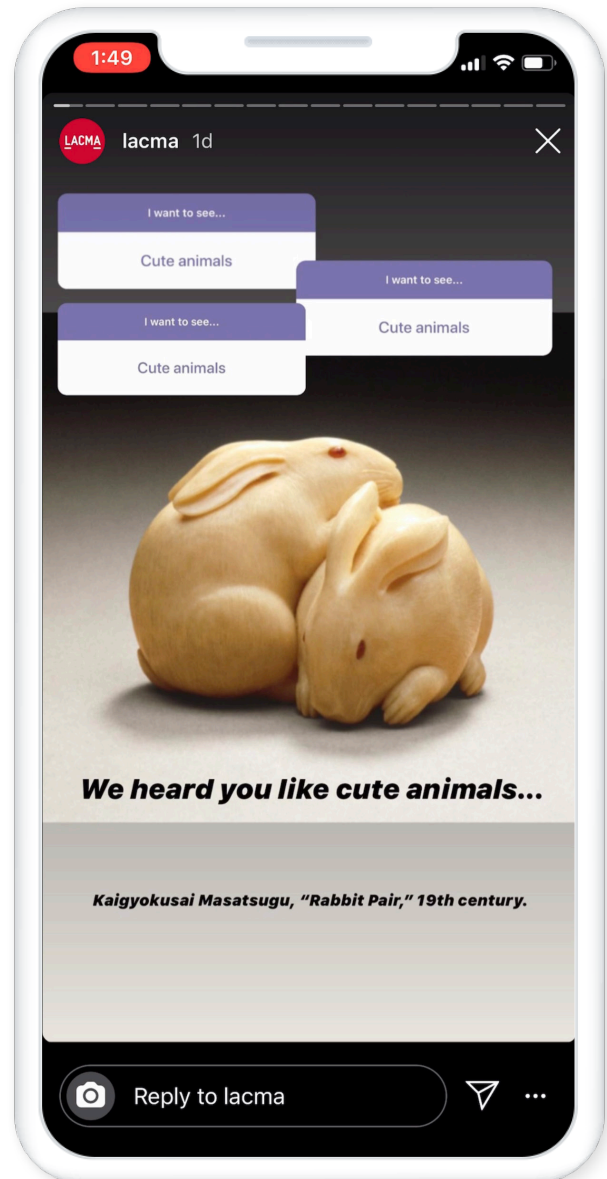 1:49
LACMA
lacma 1d
I want to see...
Cute animals
I want to see...
Cute animals
I want to see...
Cute animals
We heard you like cute animals...
Kaigyokusai Masatsugu, “Rabbit Pair,” 19th century.
Reply to lacma